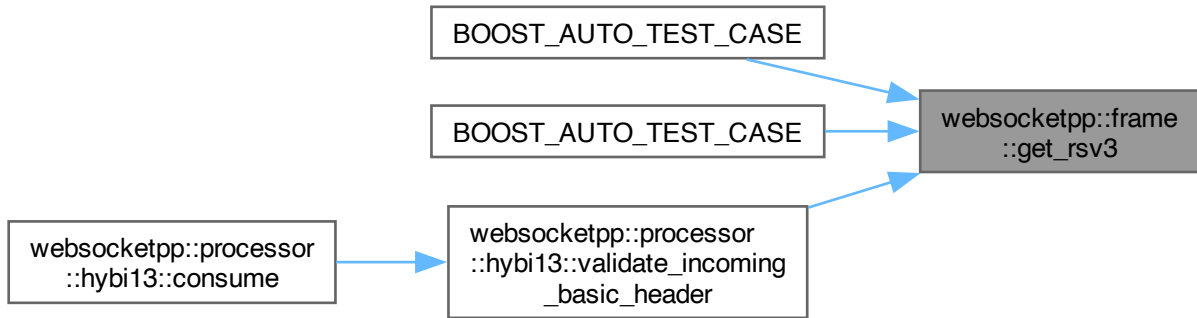 BOOST_AUTO_TEST_CASE
BOOST_AUTO_TEST_CASE
websocketpp::frame
::get_rsv3
websocketpp::processor
::hybi13::validate_incoming
_basic_header
websocketpp::processor
::hybi13::consume